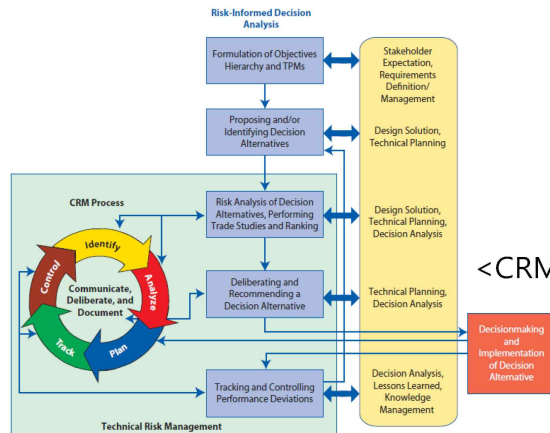 Risk-Informed Decision
Analysis
Formulation of Objectives
Hierarchy and TPMs
Stakeholder
Expectation,
Requirements
Definition/
Management
Proposing and/or
Identifying Decision
Alternatives
Design Solution,
Technical Planning
CRM Process
Risk Analysis of Decision
Alternatives, Performing
Trade Studies and Ranking
Design Solution,
Technical Planning,
Decision Analysis
Identify
Analyze
Plan
Track
Control
Communicate,
Deliberate, and
Document
Deliberating and
Recommending a
Decision Alternative
Technical Planning,
Decision Analysis
<CRM
Decisionmaking
and
Implementation
of Decision
Alternative
Tracking and Controlling
Performance Deviations
Decision Analysis,
Lessons Learned,
Knowledge
Management
Technical Risk Management